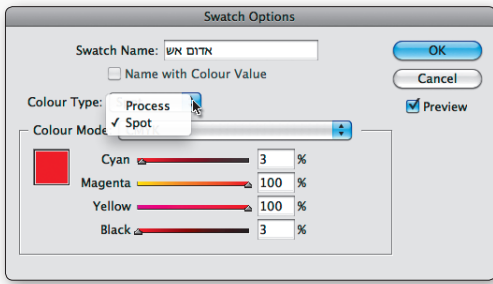 Swatch Options
Swatch Name: אדום אש
Name with Colour Value
Colour Type:
Process
✓ Spot
Colour Mode
Cyan 3 %
Magenta 100 %
Yellow 100 %
Black 3 %
OK
Cancel
Preview